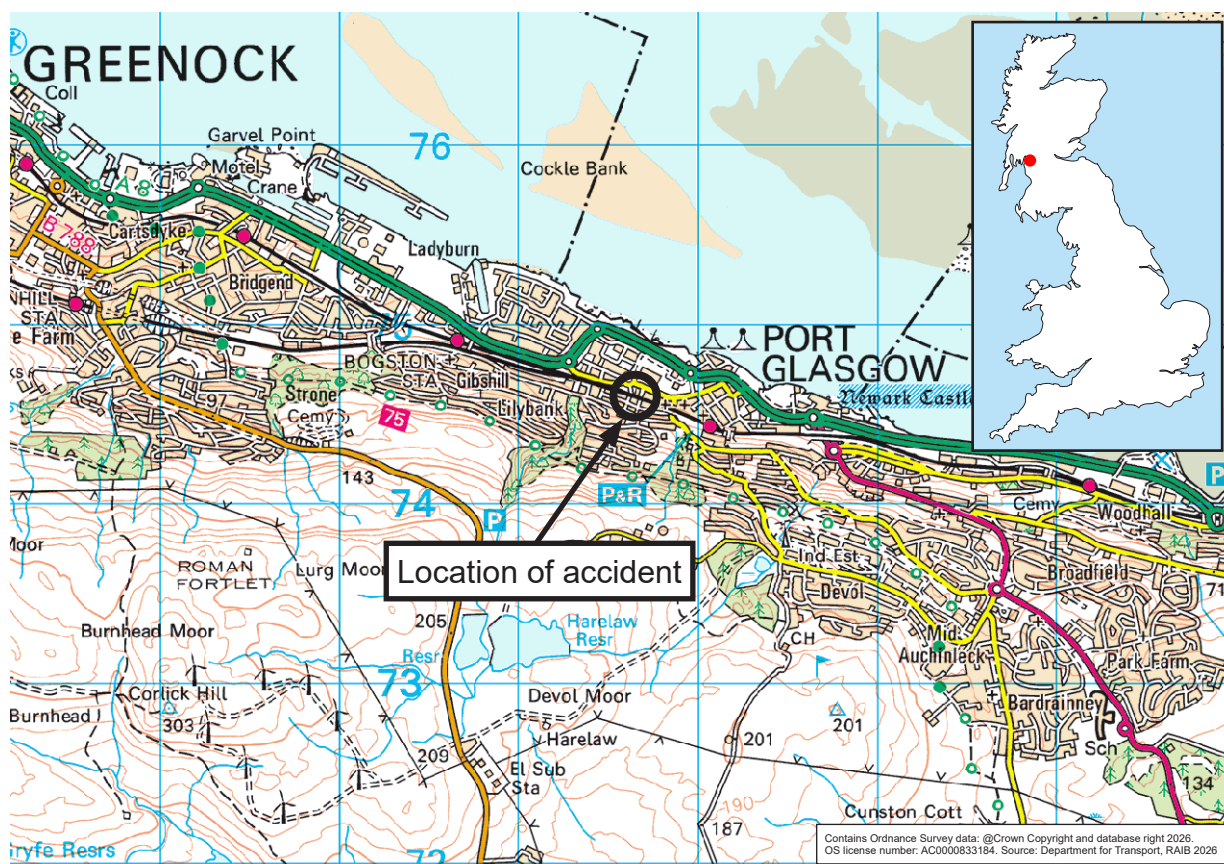 GREENOCK
Coll
Garvel Point
Motel
Crane
76
Cockle Bank
A 8
Cartsdyke
B 788
Ladyburn
Bridgend
STA
e Farm
BOGSTON
STA
Gibshill
PORT
GLASGOW
Newark Castle
Strone
Cemy
97
75
Lilybank
143
74
P
P&R
Cemy
Woodhall
P
Moor
ROMAN
FORTLET
Lurg Moor
Location of accident
Ind Est
Devol
Broadfield
71
Burnhead Moor
205
Harelaw
Resr
Resr
CH
Mid
Auchinleck
Park Farm
73
Corlick Hill
303
Burnhead
Devol Moor
Harelaw
201
201
Bardrainney
Sch
209
El Sub
Sta
134
190
187
Cunston Cott
ryfe Resrs
72
Contains Ordnance Survey data: @Crown Copyright and database right 2026.
OS license number: AC0000833184. Source: Department for Transport, RAIB 2026